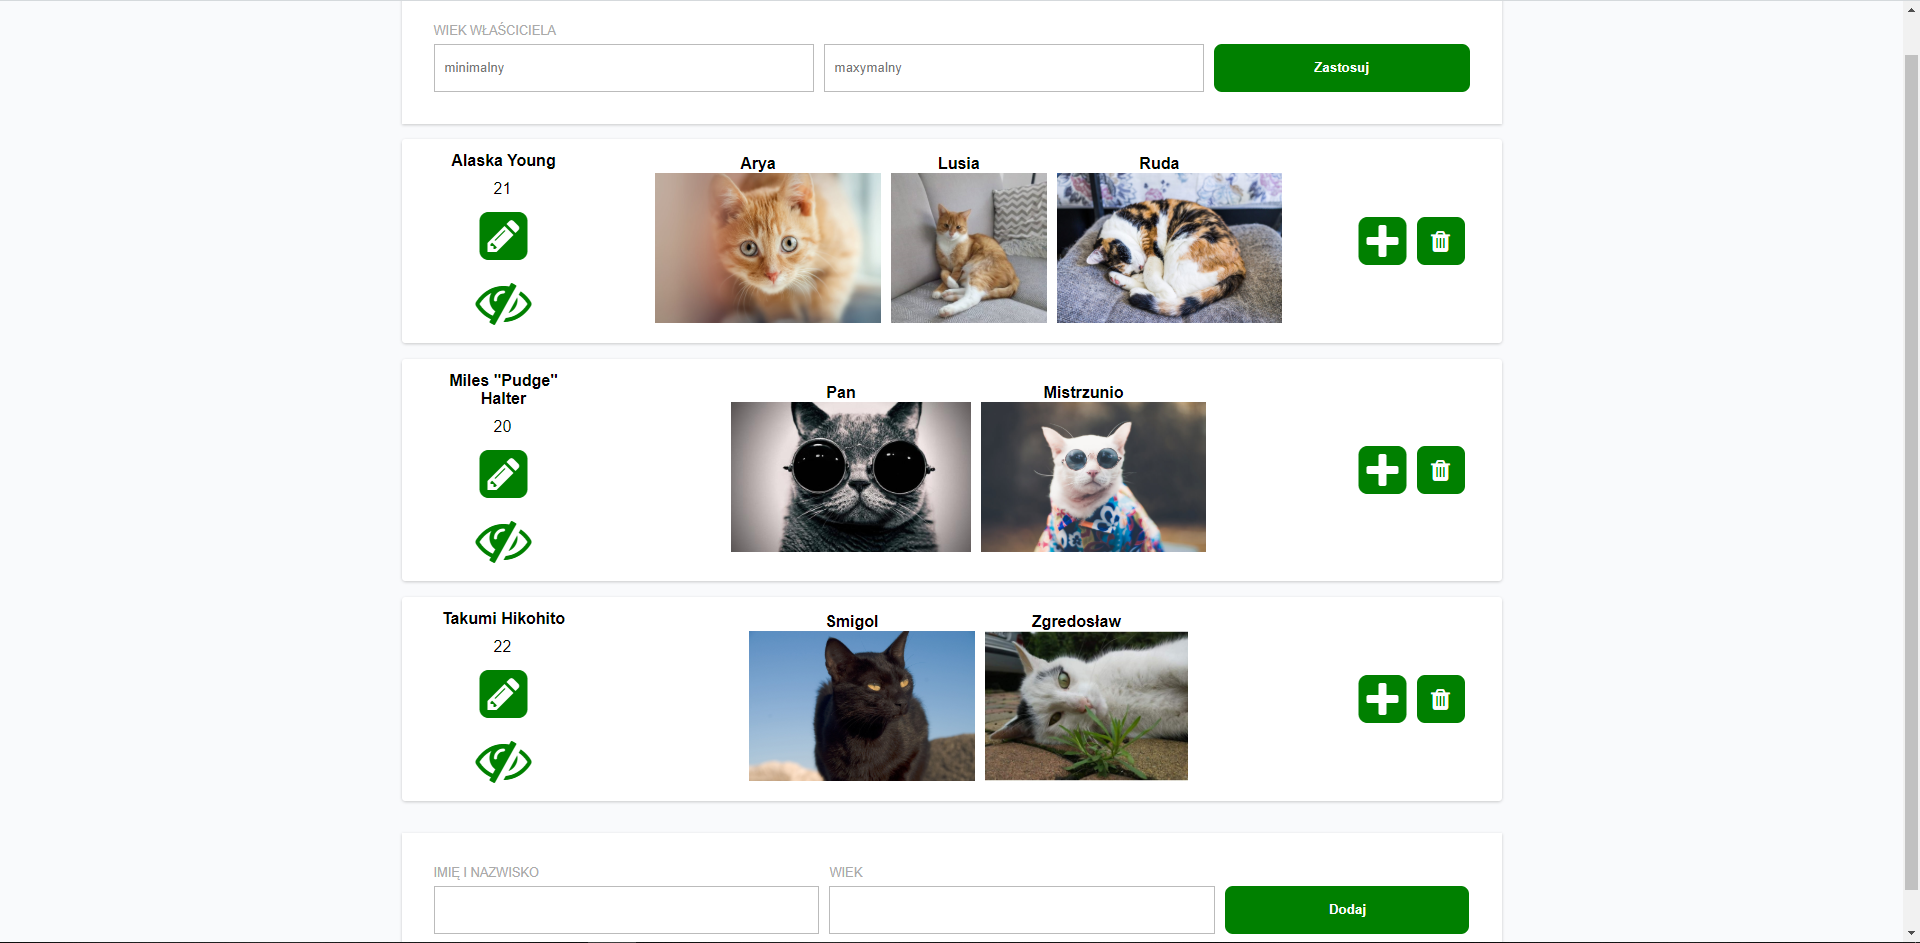 WIEK WŁAŚCICIELA
minimalny
maxymalny
Zastosuj
Alaska Young
21
Arya
Lusia
Ruda
Miles "Pudge"
Halter
20
Pan
Mistrzunio
Takumi Hikohito
22
Smigol
Zgredosław
IMIĘ I NAZWISKO
WIEK
Dodaj